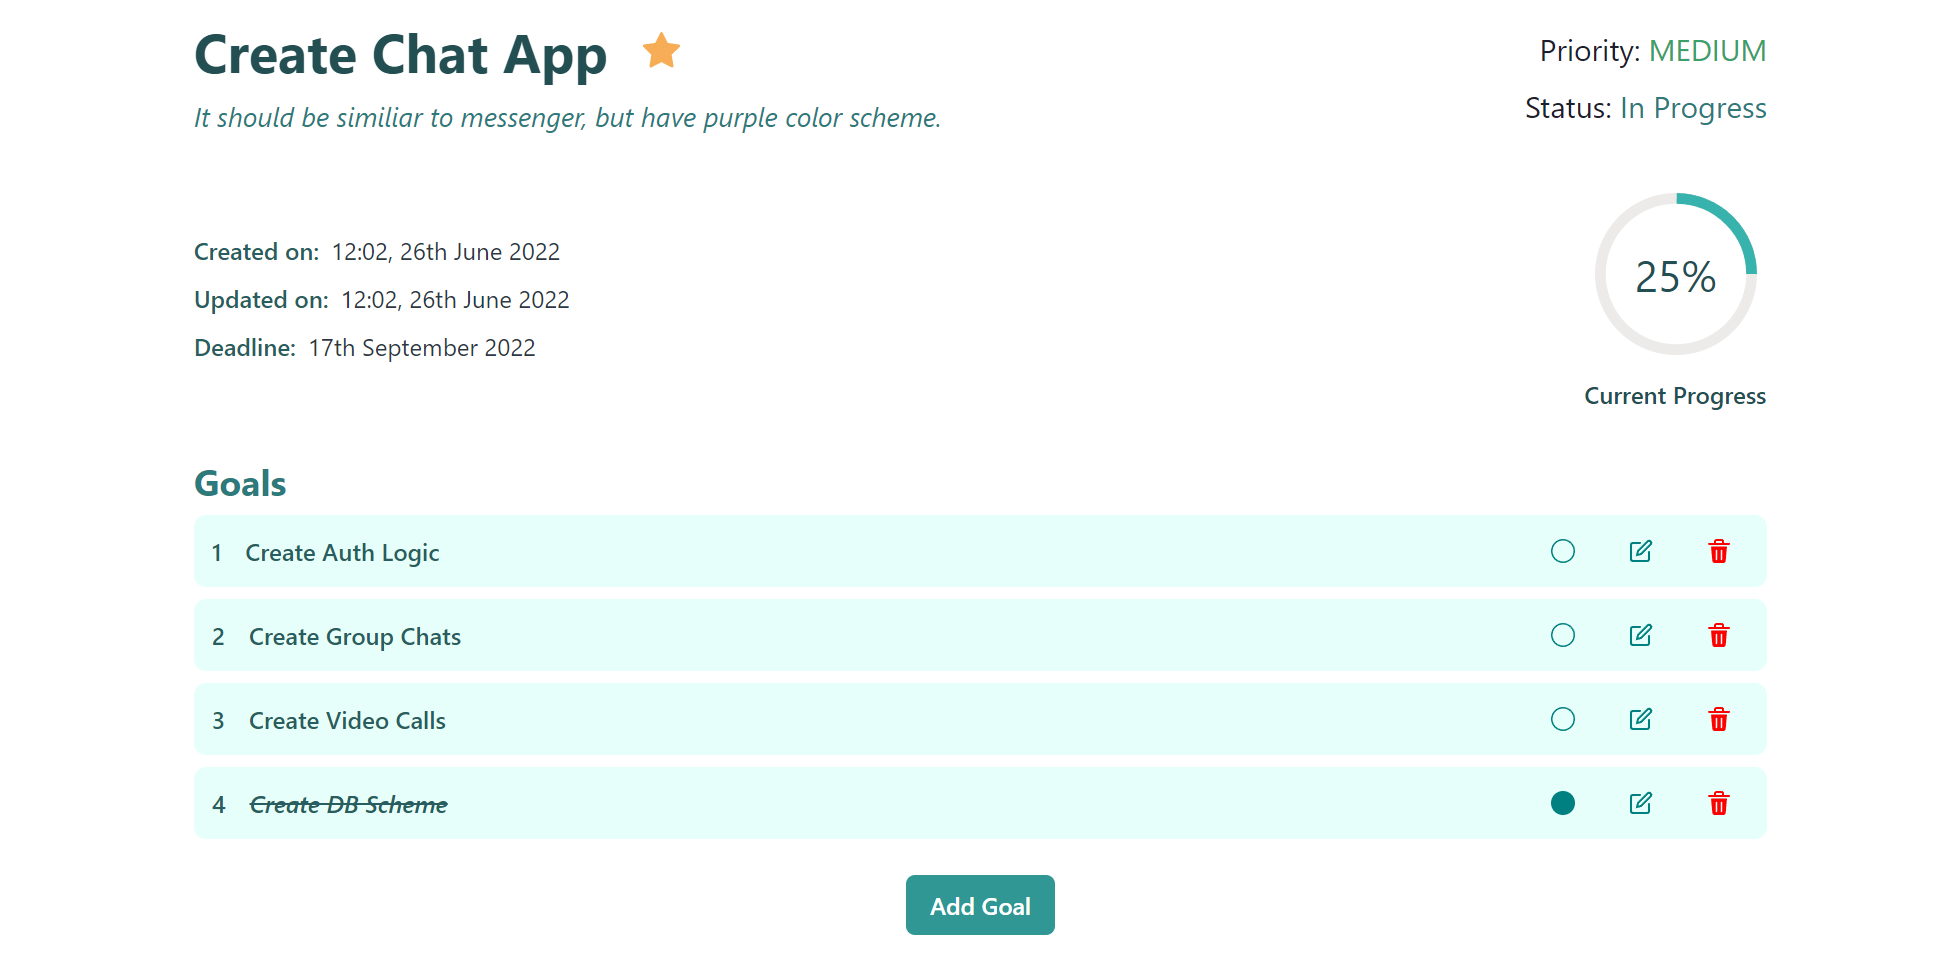 Create Chat App
Priority: MEDIUM
It should be similiar to messenger, but have purple color scheme.
Status: In Progress
Created on: 12:02, 26th June 2022
Updated on: 12:02, 26th June 2022
Deadline: 17th September 2022
25%
Current Progress
Goals
1 Create Auth Logic
2 Create Group Chats
3 Create Video Calls
4 Create DB Scheme
Add Goal